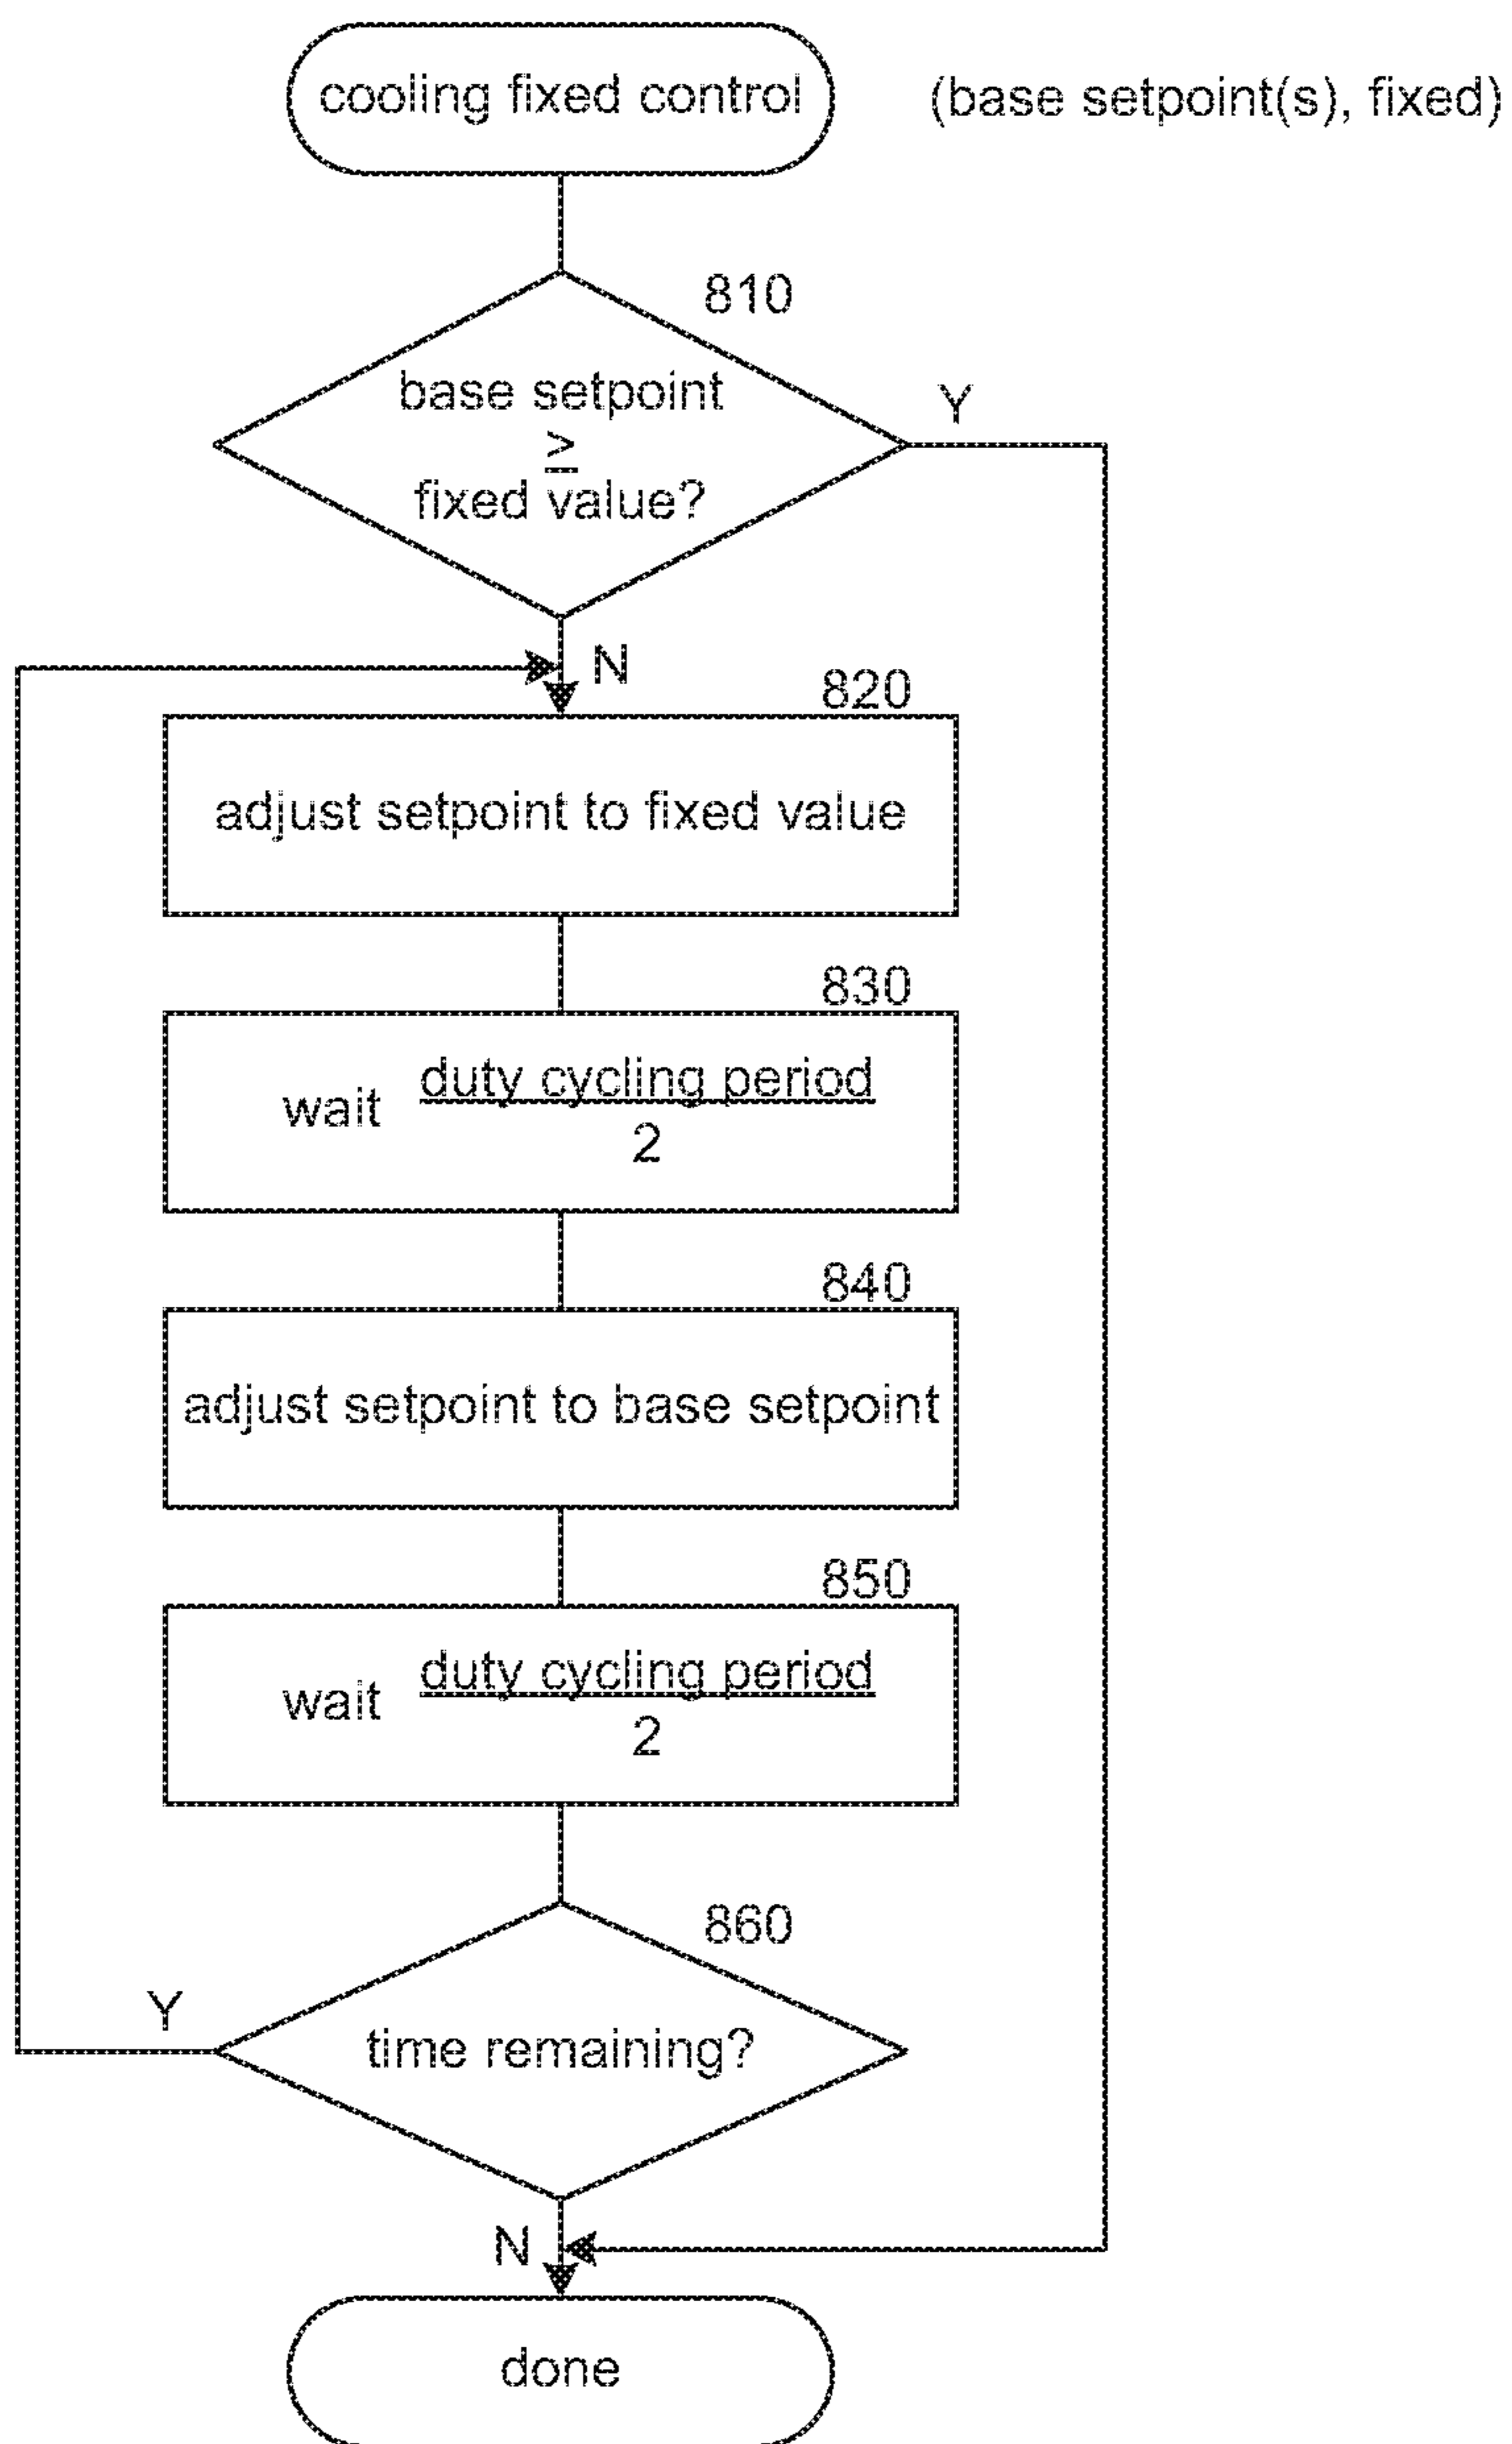 cooling fixed control (base setpoint(s), fixed)
810
base setpoint
≥
fixed value?
Y
N
820
adjust setpoint to fixed value
830
duty cycling period
wait
2
840
adjust setpoint to base setpoint
850
duty cycling period
wait
2
860
Y
time remaining?
N
done